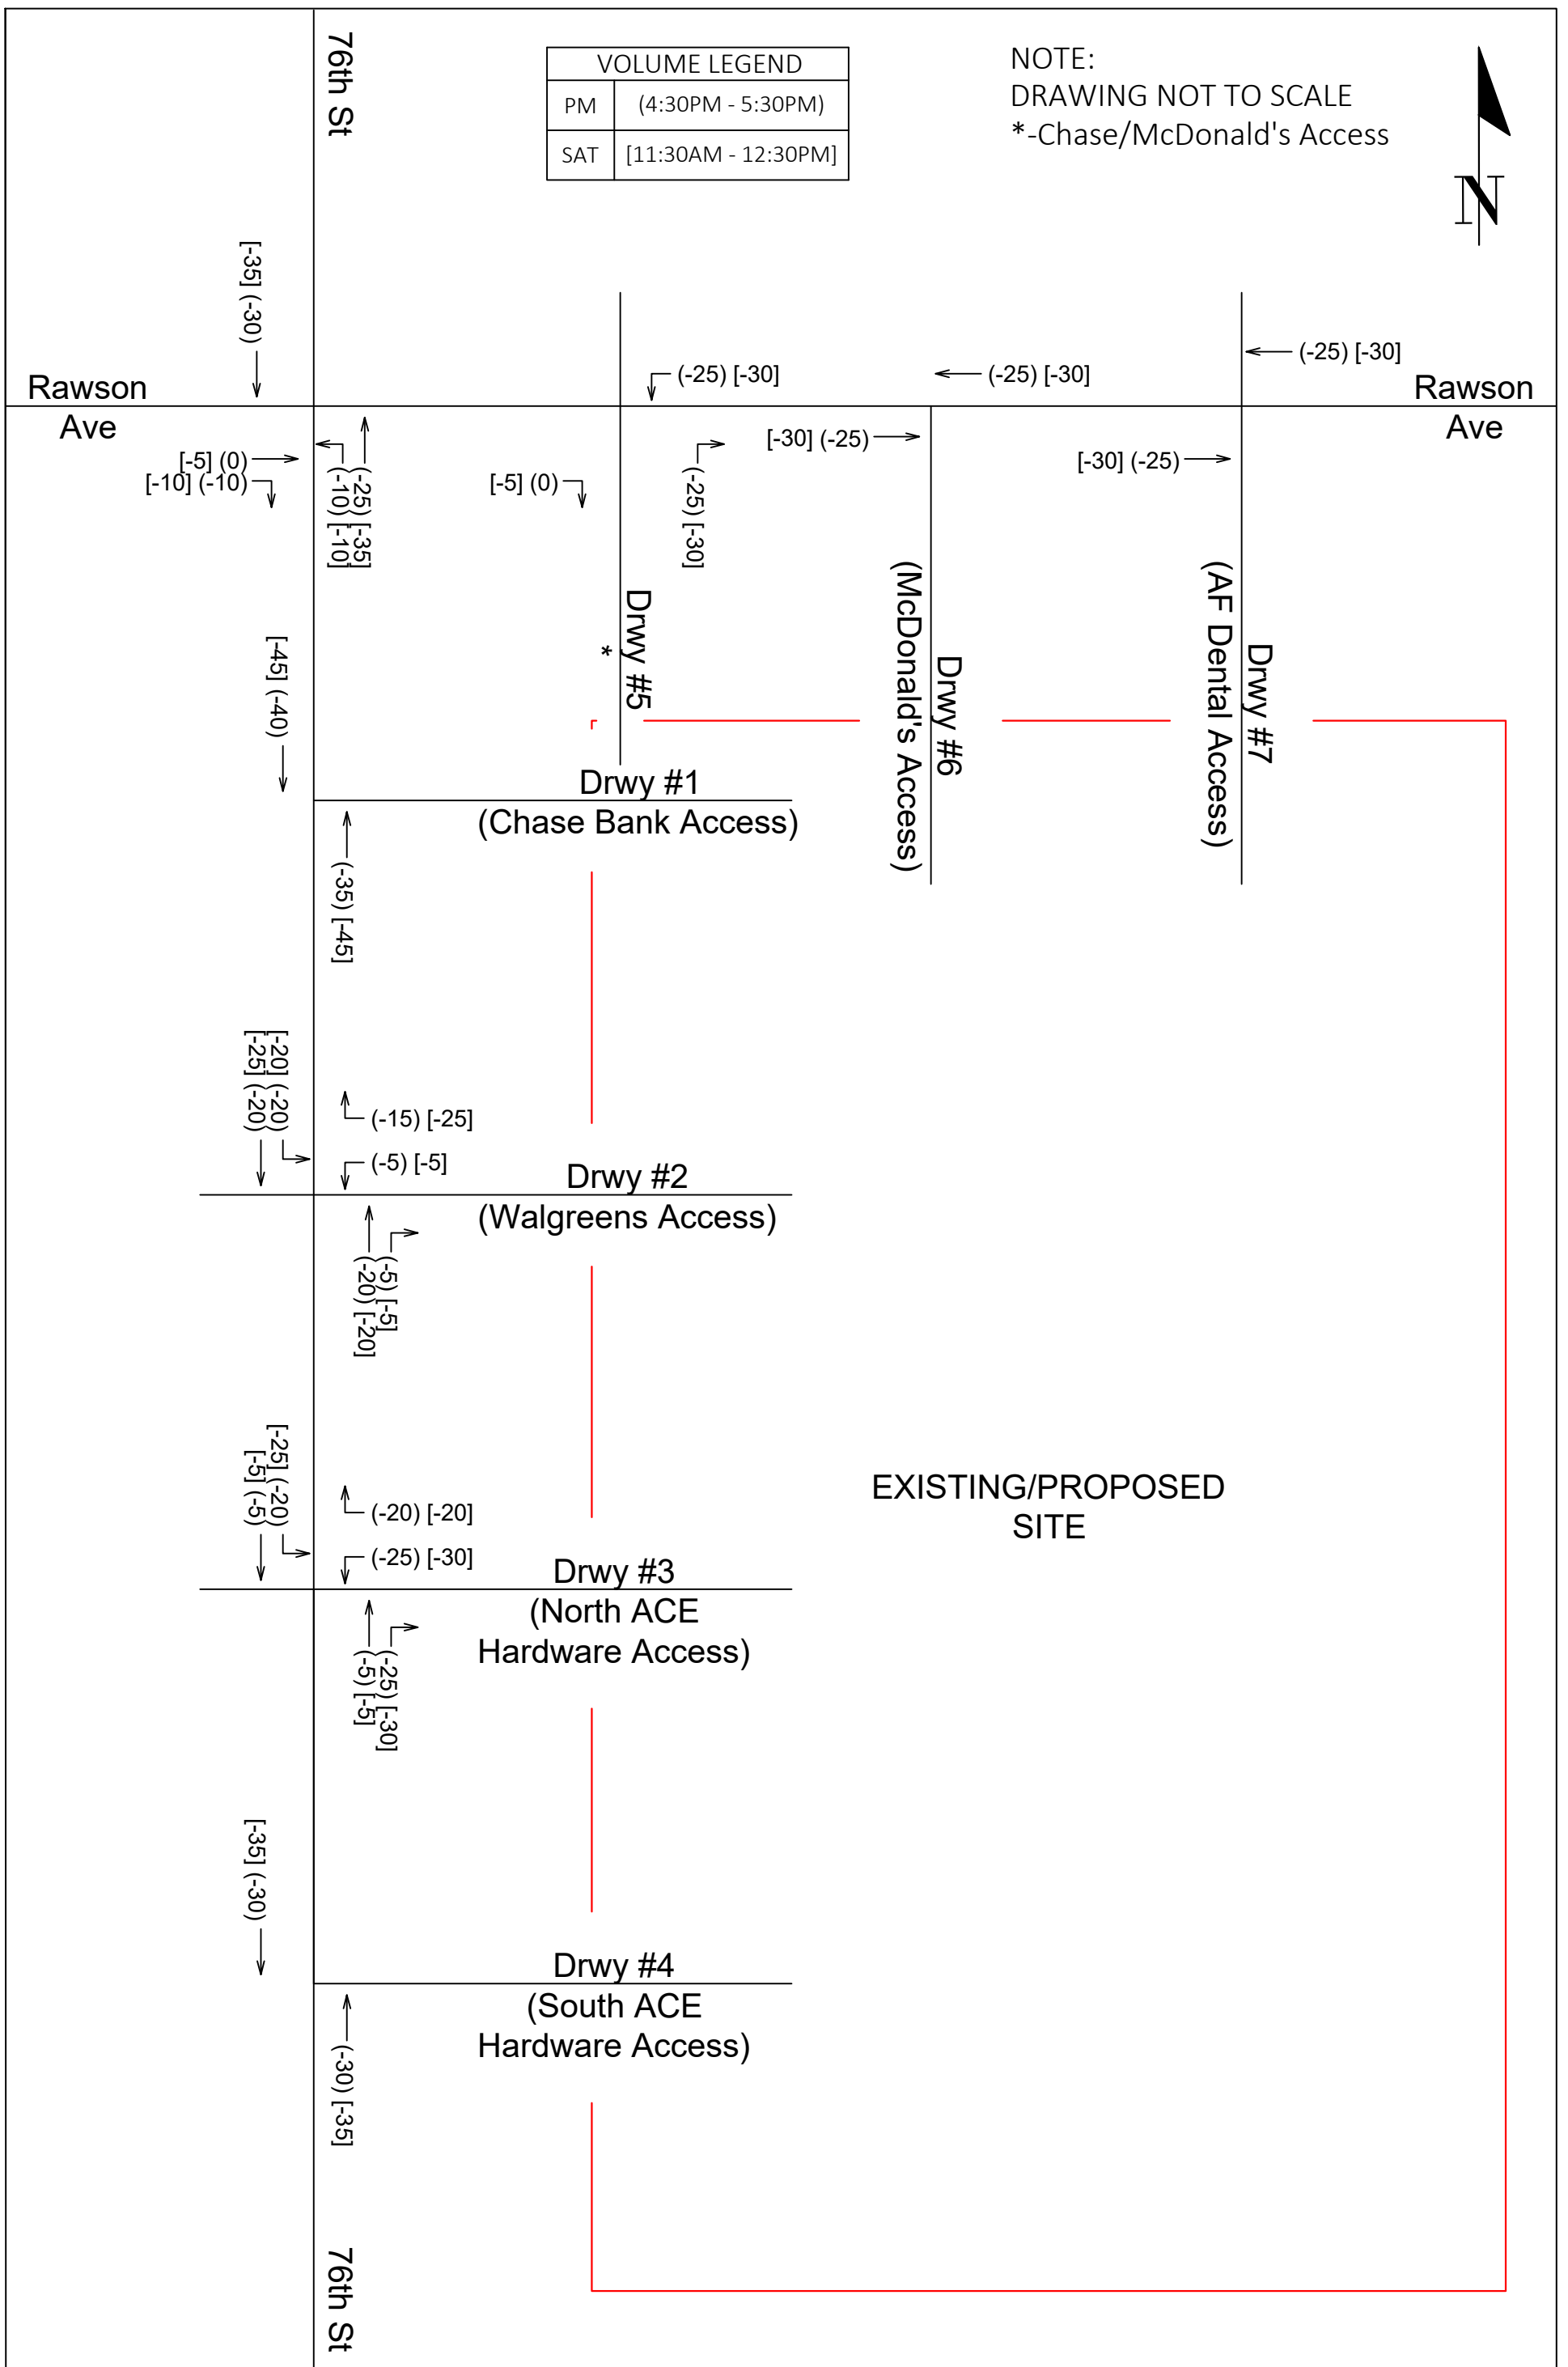 76th St
VOLUME LEGEND
PM (4:30PM - 5:30PM)
SAT [11:30AM - 12:30PM]
NOTE:
DRAWING NOT TO SCALE
*-Chase/McDonald's Access
N
[-35] (-30)
(-25) [-30]
(-25) [-30]
(-25) [-30]
Rawson
Ave
Rawson
Ave
[-5] (0)
[-10] (-10)
(-10) [-10]
(-25) [-35]
[-5] (0)
(-25) [-30]
[-30] (-25)
[-30] (-25)
Drwy #5
*
Drwy #6
(McDonald's Access)
Drwy #7
(AF Dental Access)
[-45] (-40)
Drwy #1
(Chase Bank Access)
(-35) [-45]
[-20] (-20)
[-25] (-20)
(-15) [-25]
(-5) [-5]
Drwy #2
(Walgreens Access)
(-5) [-5]
(-20) [-20]
[-25] (-20)
[-5] (-5)
(-20) [-20]
(-25) [-30]
EXISTING/PROPOSED
SITE
Drwy #3
(North ACE
Hardware Access)
(-25) [-30]
(-5) [-5]
[-35] (-30)
Drwy #4
(South ACE
Hardware Access)
(-30) [-35]
76th St